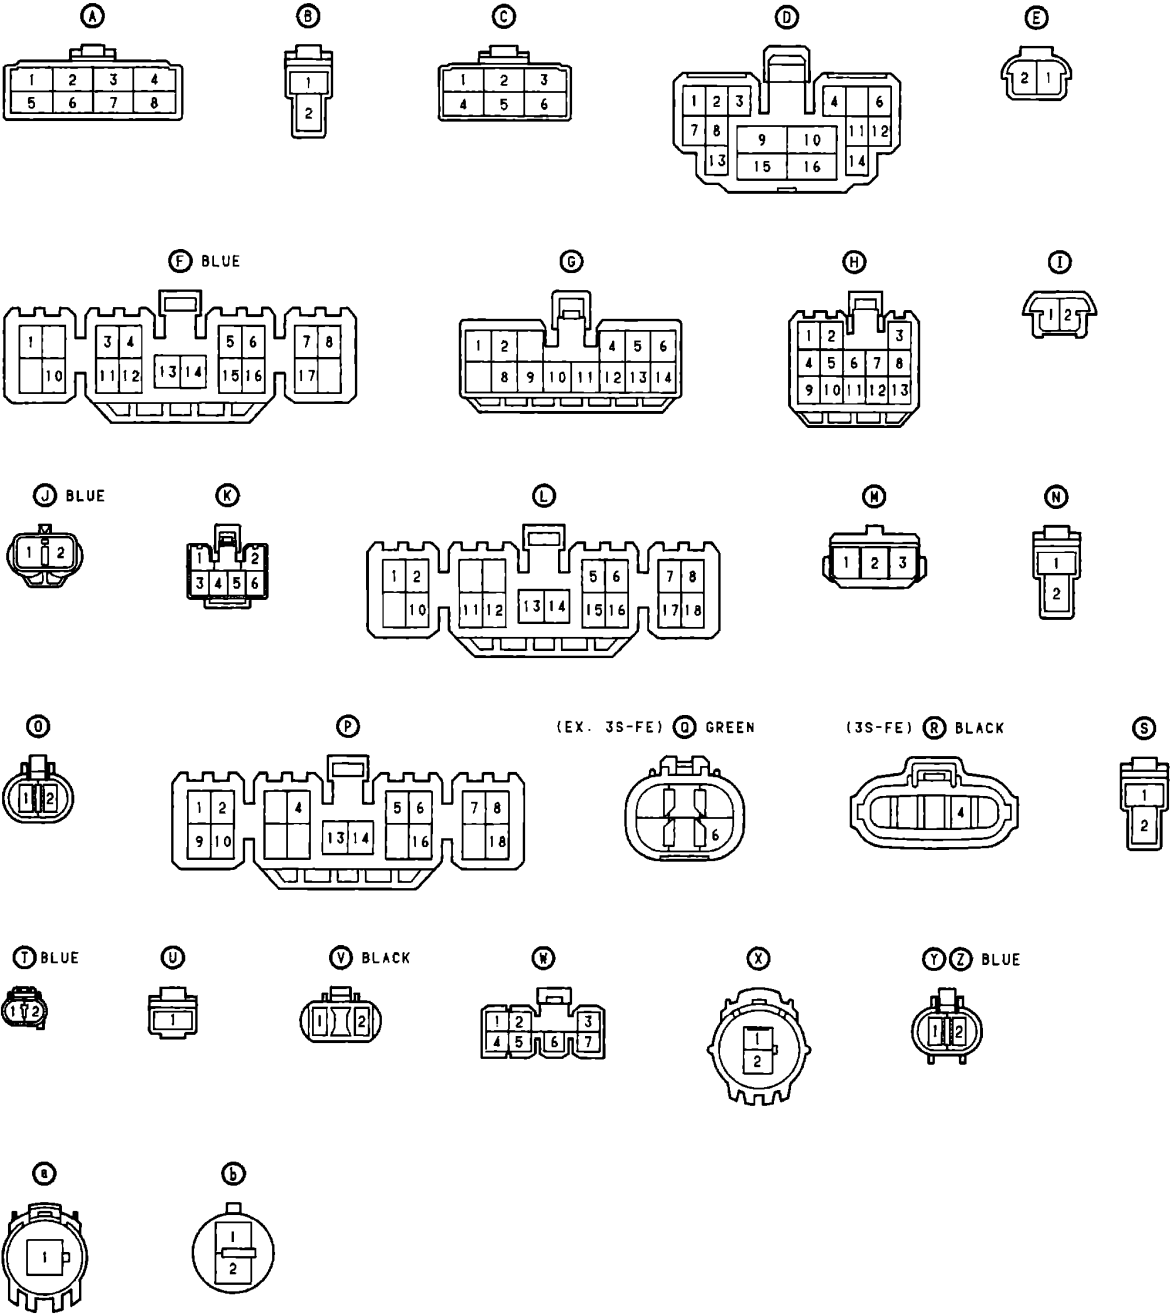 A B C D E
1 2 3 4
5 6 7 8
1
2
1 2 3
4 5 6
1 2 3 4 6
7 8 11 12
9 10
13 14
15 16
2 1
F BLUE G H I
1 3 4 5 6 7 8
10 11 12 13 14 15 16 17
1 2 4 5 6
8 9 10 11 12 13 14
1 2 3
4 5 6 7 8
9 10 11 12 13
1 2
J BLUE K L M N
1 2
1 2
3 4 5 6
1 2 5 6 7 8
10 11 12 13 14 15 16 17 18
1 2 3
1
2
O P (EX. 3S-FE) Q GREEN (3S-FE) R BLACK S
1 2
1 2 4 5 6 7 8
9 10 13 14 16 18
6
4
1
2
T BLUE U V BLACK W X Y Z BLUE
1 2
1
1 2
1 2 3
4 5 6 7
1
2
1 2
a b
1
1
2